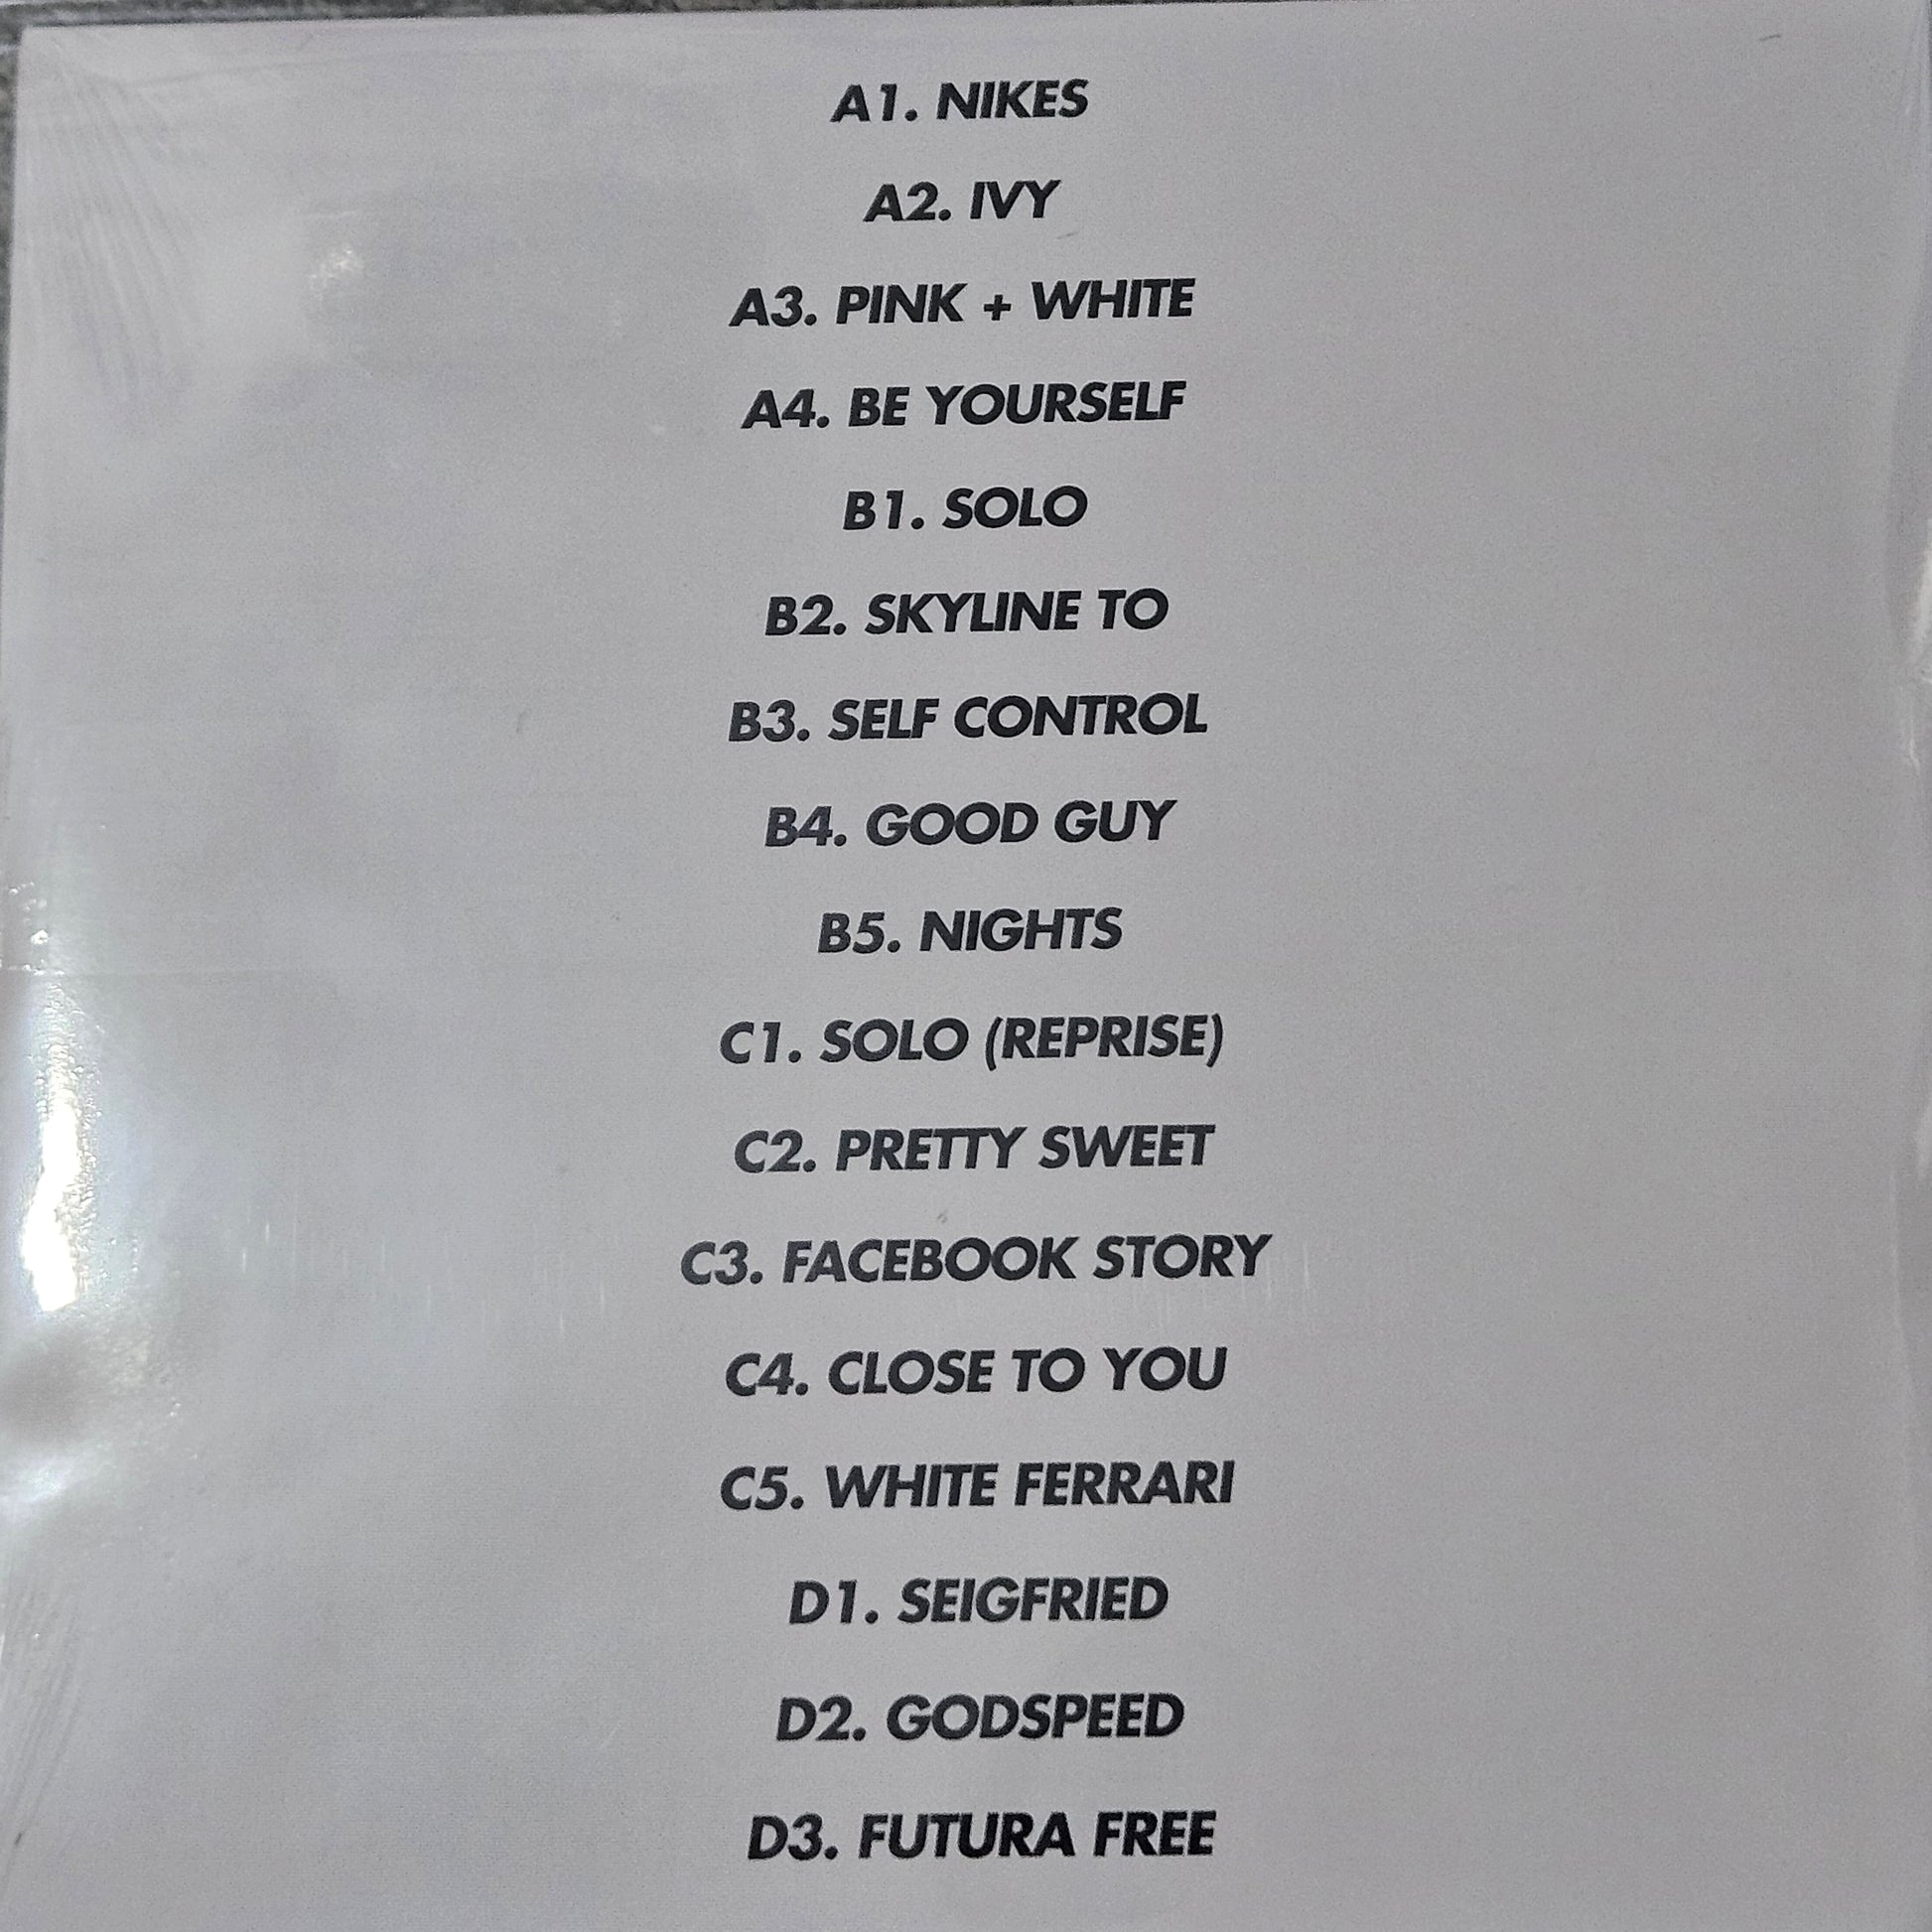 A1. NIKES
A2. IVY
A3. PINK + WHITE
A4. BE YOURSELF
B1. SOLO
B2. SKYLINE TO
B3. SELF CONTROL
B4. GOOD GUY
B5. NIGHTS
C1. SOLO (REPRISE)
C2. PRETTY SWEET
C3. FACEBOOK STORY
C4. CLOSE TO YOU
C5. WHITE FERRARI
D1. SEIGFRIED
D2. GODSPEED
D3. FUTURA FREE